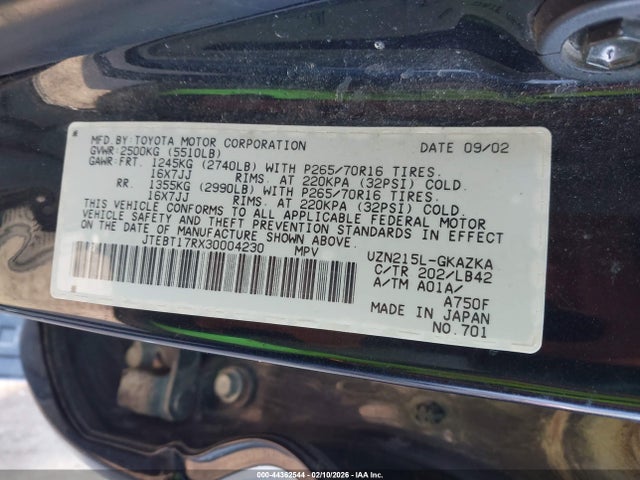 MFD.BY:TOYOTA MOTOR CORPORATION DATE 09/02
GVWR 2500KG (5510LB)
GAWR:FRT. 1245KG (2740LB) WITH P265/70R16 TIRES.
16X7JJ RIMS. AT 220KPA (32PSI) COLD.
RR. 1355KG (2990LB) WITH P265/70R16 TIRES.
16X7JJ RIMS. AT 220KPA (32PSI) COLD.
THIS VEHICLE CONFORMS TO ALL APPLICABLE FEDERAL MOTOR
VEHICLE SAFETY AND THEFT PREVENTION STANDARDS IN EFFECT
ON THE DATE OF MANUFACTURE SHOWN ABOVE.
JTEBT17RX30004230 MPV
UZN215L-GKAZKA
C/TR 202/LB42
A/TM A01A/
A750F
MADE IN JAPAN
NO.701
000-44362544 - 02/10/2026 - IAAI.COM